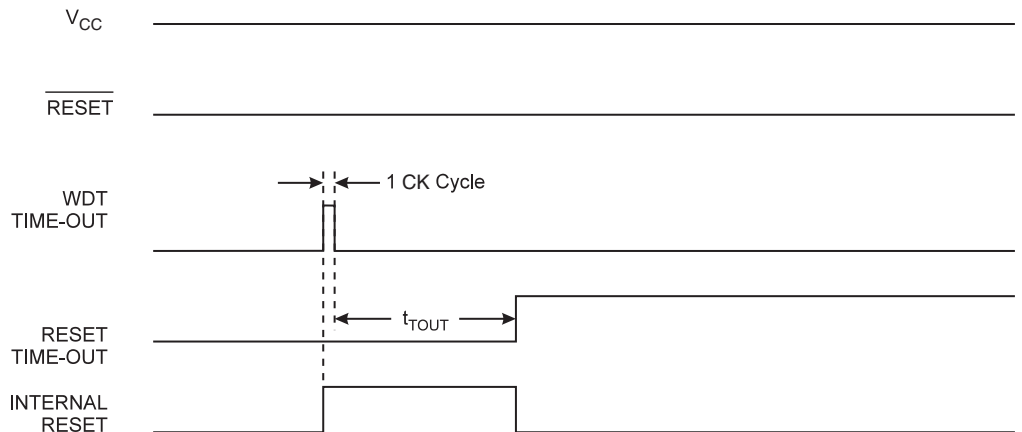 VCC
RESET
1 CK Cycle
WDT
TIME-OUT
tTOUT
RESET
TIME-OUT
INTERNAL
RESET